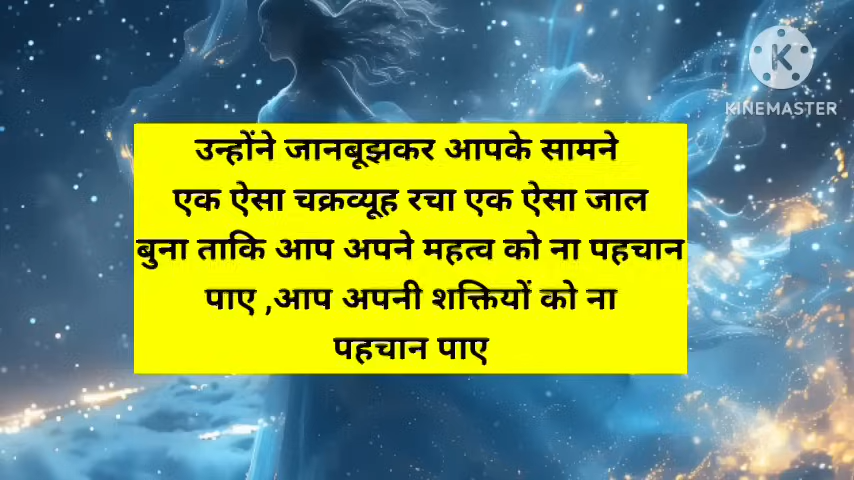 KINEMASTER
उन्होंने जानबूझकर आपके सामने
एक ऐसा चक्रव्यूह रचा एक ऐसा जाल
बुना ताकि आप अपने महत्व को ना पहचान
पाए ,आप अपनी शक्तियों को ना
पहचान पाए